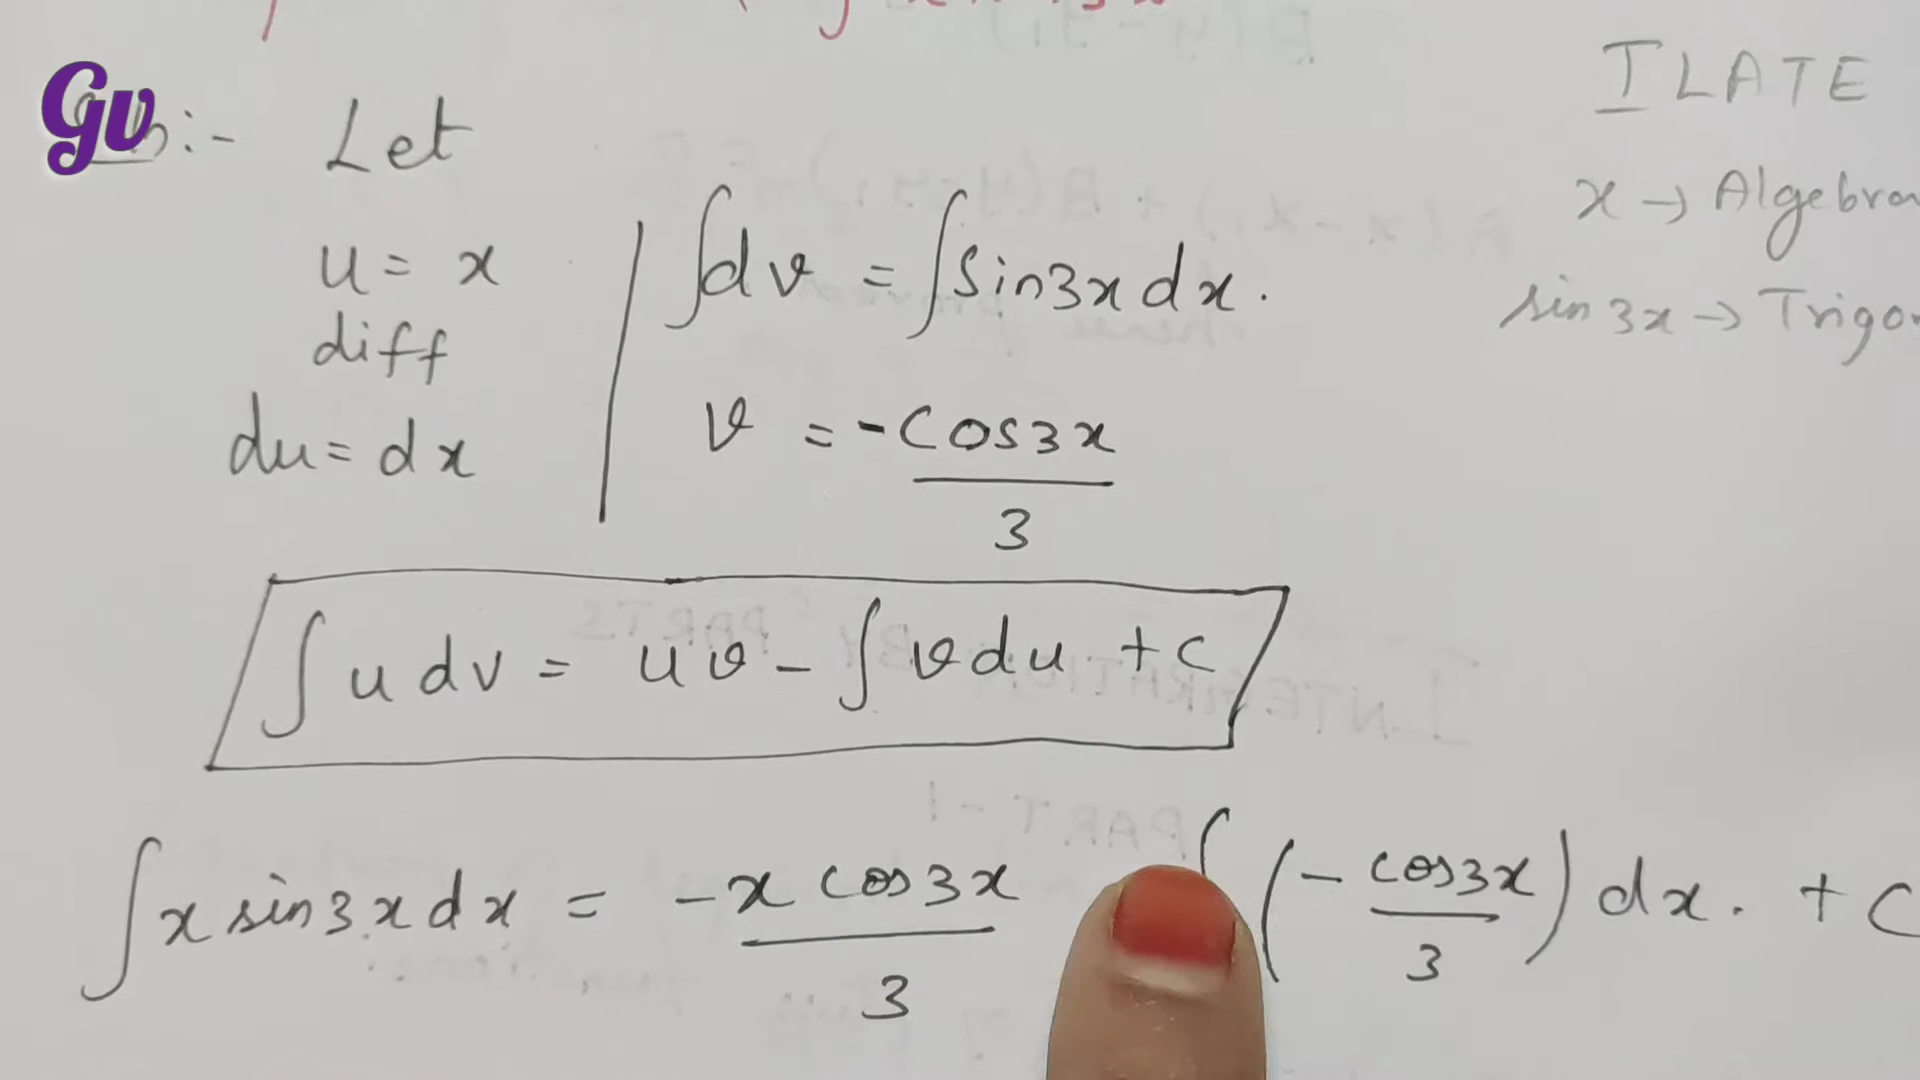 Gv
:- Let
ILATE
x → Algebra
u = x
∫dv = ∫sin3x dx.
sin 3x → Trigo
diff
du = dx
v = -cos3x
3
∫ u dv = uv - ∫ v du + c
∫ x sin3x dx = -x cos3x ∫ (- cos3x) dx. + c
3 3